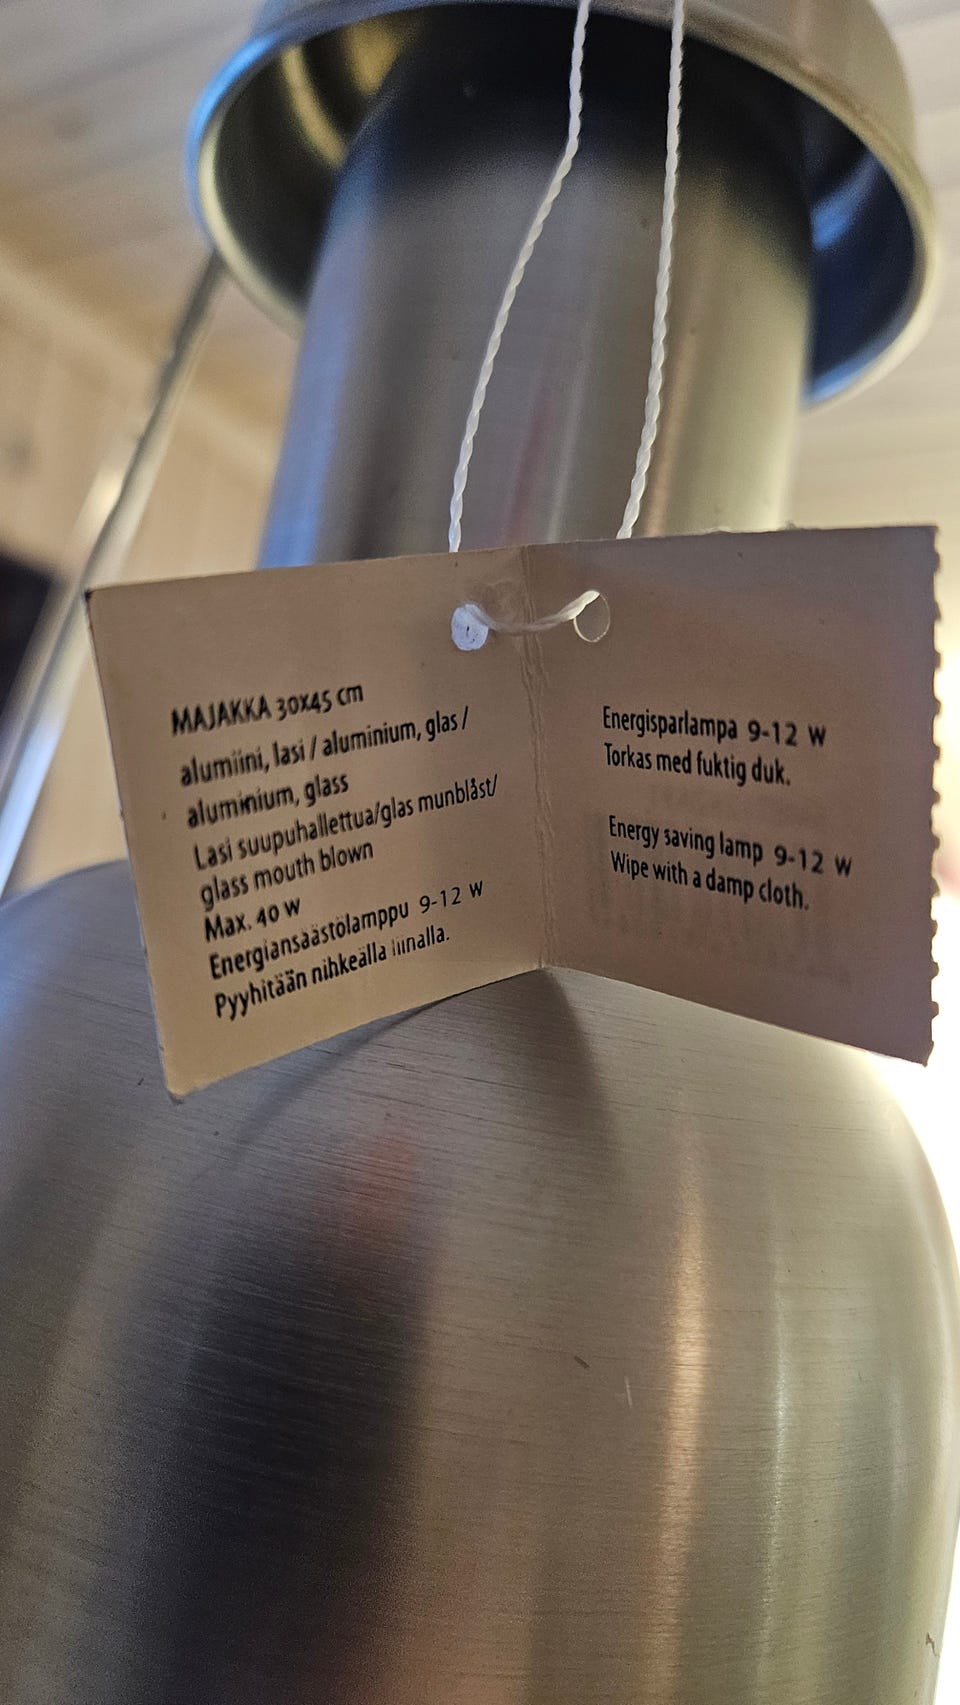 MAJAKKA 30x45 cm
alumiini, lasi / aluminium, glas /
aluminium, glass
Lasi suupuhallettua/glas munblåst/
glass mouth blown
Max. 40 W
Energiansäästölamppu 9-12 W
Pyyhitään nihkeällä liinalla.
Energisparlampa 9-12 W
Torkas med fuktig duk.
Energy saving lamp 9-12 W
Wipe with a damp cloth.